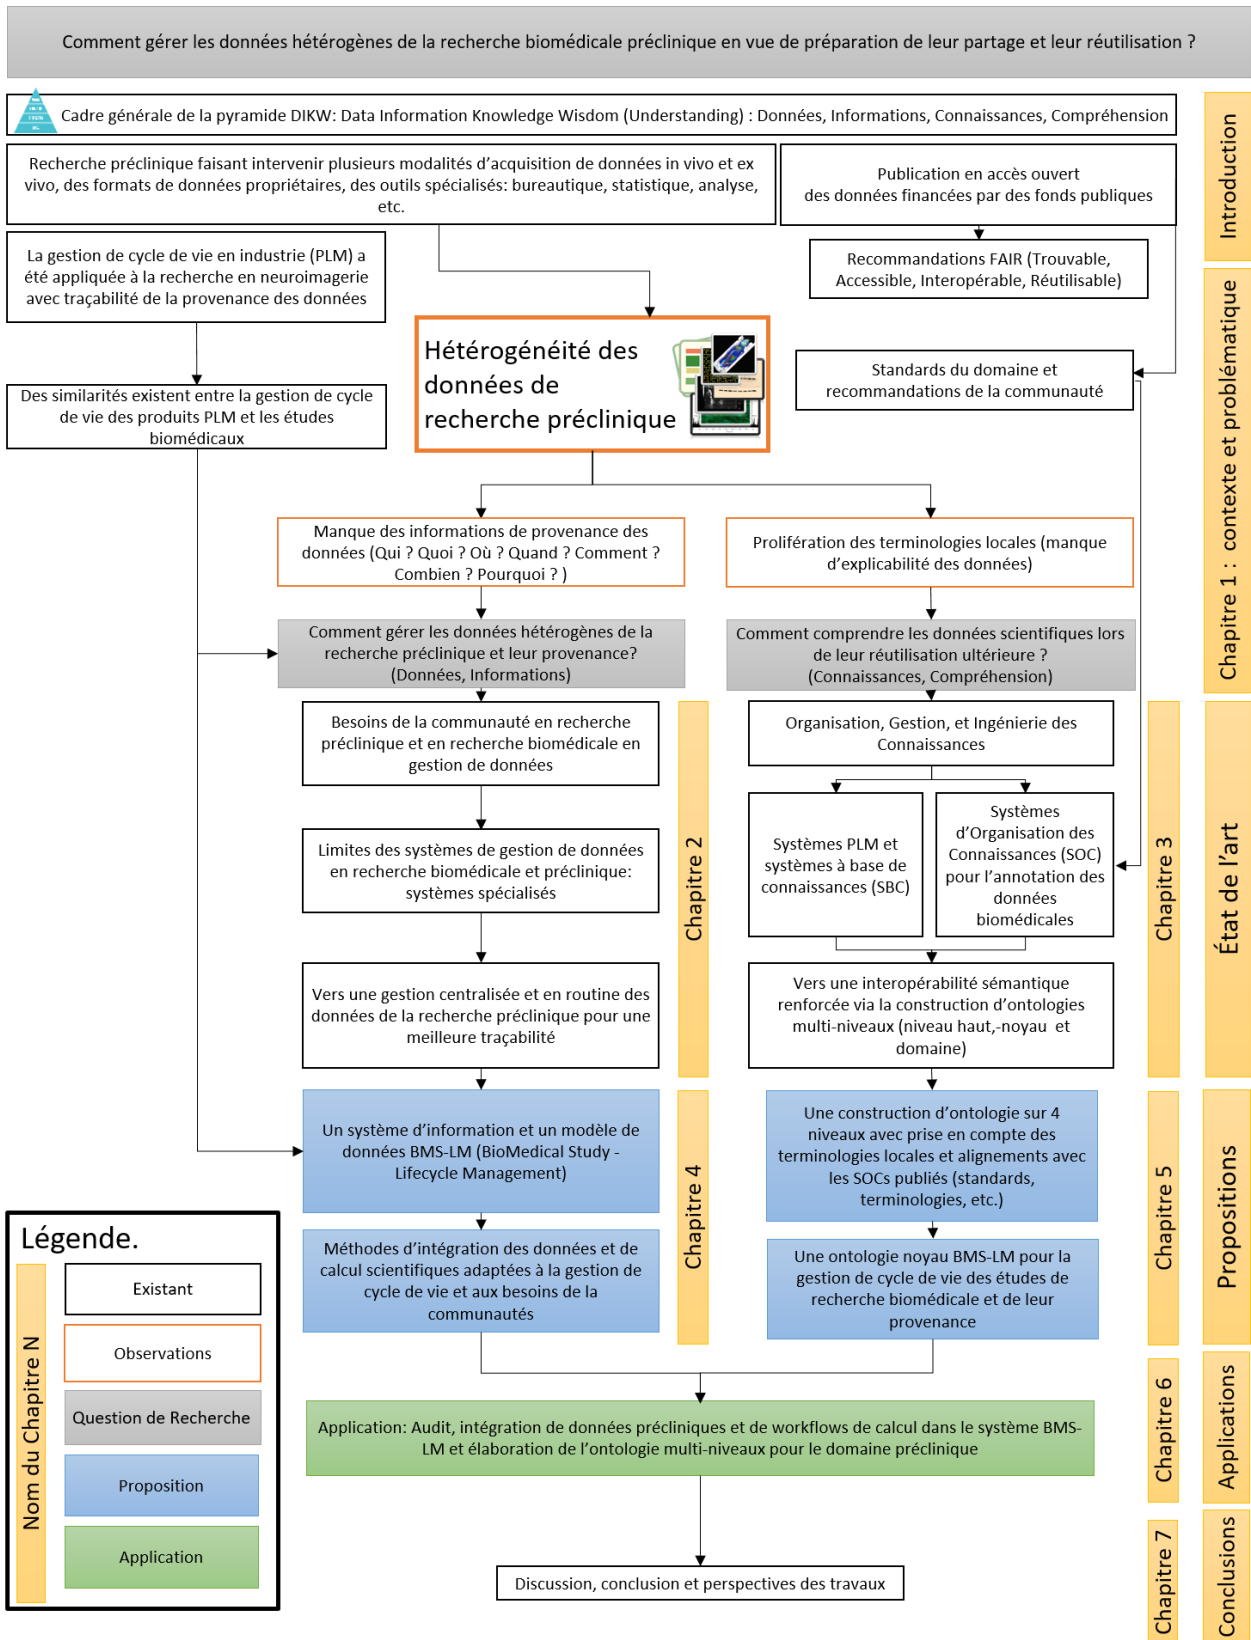 Comment gérer les données hétérogènes de la recherche biomédicale préclinique en vue de préparation de leur partage et leur réutilisation ?
Cadre générale de la pyramide DIKW: Data Information Knowledge Wisdom (Understanding) : Données, Informations, Connaissances, Compréhension
Recherche préclinique faisant intervenir plusieurs modalités d'acquisition de données in vivo et ex
vivo, des formats de données propriétaires, des outils spécialisés: bureautique, statistique, analyse,
etc.
Publication en accès ouvert
des données financées par des fonds publiques
Introduction
La gestion de cycle de vie en industrie (PLM) a
été appliquée à la recherche en neuroimagerie
avec traçabilité de la provenance des données
Recommandations FAIR (Trouvable,
Accessible, Interopérable, Réutilisable)
Hétérogénéité des
données de
recherche préclinique
Standards du domaine et
recommandations de la communauté
Des similarités existent entre la gestion de cycle
de vie des produits PLM et les études
biomédicaux
Chapitre 1 : contexte et problématique
Manque des informations de provenance des
données (Qui ? Quoi ? Où ? Quand ? Comment ?
Combien ? Pourquoi ? )
Prolifération des terminologies locales (manque
d'explicabilité des données)
Comment gérer les données hétérogènes de la
recherche préclinique et leur provenance?
(Données, Informations)
Comment comprendre les données scientifiques lors
de leur réutilisation ultérieure ?
(Connaissances, Compréhension)
Besoins de la communauté en recherche
préclinique et en recherche biomédicale en
gestion de données
Organisation, Gestion, et Ingénierie des
Connaissances
Limites des systèmes de gestion de données
en recherche biomédicale et préclinique:
systèmes spécialisés
Systèmes PLM et
systèmes à base de
connaissances (SBC)
Systèmes
d'Organisation des
Connaissances (SOC)
pour l'annotation des
données
biomédicales
Vers une gestion centralisée et en routine des
données de la recherche préclinique pour une
meilleure traçabilité
Vers une interopérabilité sémantique
renforcée via la construction d'ontologies
multi-niveaux (niveau haut,-noyau et
domaine)
Chapitre 2
Chapitre 3
État de l'art
Un système d'information et un modèle de
données BMS-LM (BioMedical Study -
Lifecycle Management)
Une construction d'ontologie sur 4
niveaux avec prise en compte des
terminologies locales et alignements avec
les SOCs publiés (standards,
terminologies, etc.)
Méthodes d'intégration des données et de
calcul scientifiques adaptées à la gestion de
cycle de vie et aux besoins de la
communautés
Une ontologie noyau BMS-LM pour la
gestion de cycle de vie des études de
recherche biomédicale et de leur
provenance
Chapitre 4
Chapitre 5
Propositions
Application: Audit, intégration de données précliniques et de workflows de calcul dans le système BMS-
LM et élaboration de l'ontologie multi-niveaux pour le domaine préclinique
Chapitre 6
Applications
Discussion, conclusion et perspectives des travaux
Chapitre 7
Conclusions
Légende.
Nom du Chapitre N
Existant
Observations
Question de Recherche
Proposition
Application